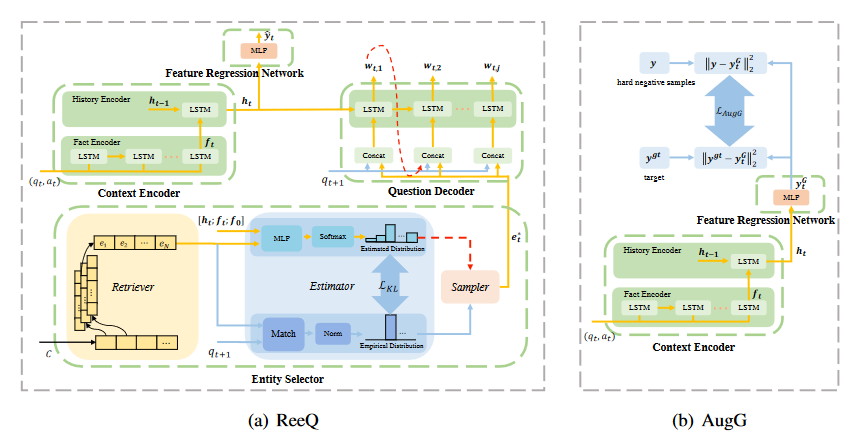 ŷ_t
MLP
Feature Regression Network
w_{t,1}
w_{t,2}
w_{t,j}
History Encoder
h_{t-1}
LSTM
h_t
Fact Encoder
f_t
LSTM
LSTM
LSTM
(q_t, a_t)
Context Encoder
LSTM
LSTM
LSTM
Concat
Concat
Concat
q_{t+1}
Question Decoder
e_1 e_2 ... e_N
Retriever
C
[h_t; f_t; f_0]
MLP
Softmax
Estimated Distribution
Estimator
ℒ_{KL}
Match
Norm
Empirical Distribution
q_{t+1}
Sampler
e_t^*
Entity Selector
(a) ReeQ
y
‖y − y_t^G‖_2^2
hard negative samples
ℒ_{AugG}
y^{gt}
‖y^{gt} − y_t^G‖_2^2
target
y_t^G
MLP
Feature Regression Network
History Encoder
h_{t-1}
LSTM
h_t
Fact Encoder
f_t
LSTM
LSTM
LSTM
(q_t, a_t)
Context Encoder
(b) AugG